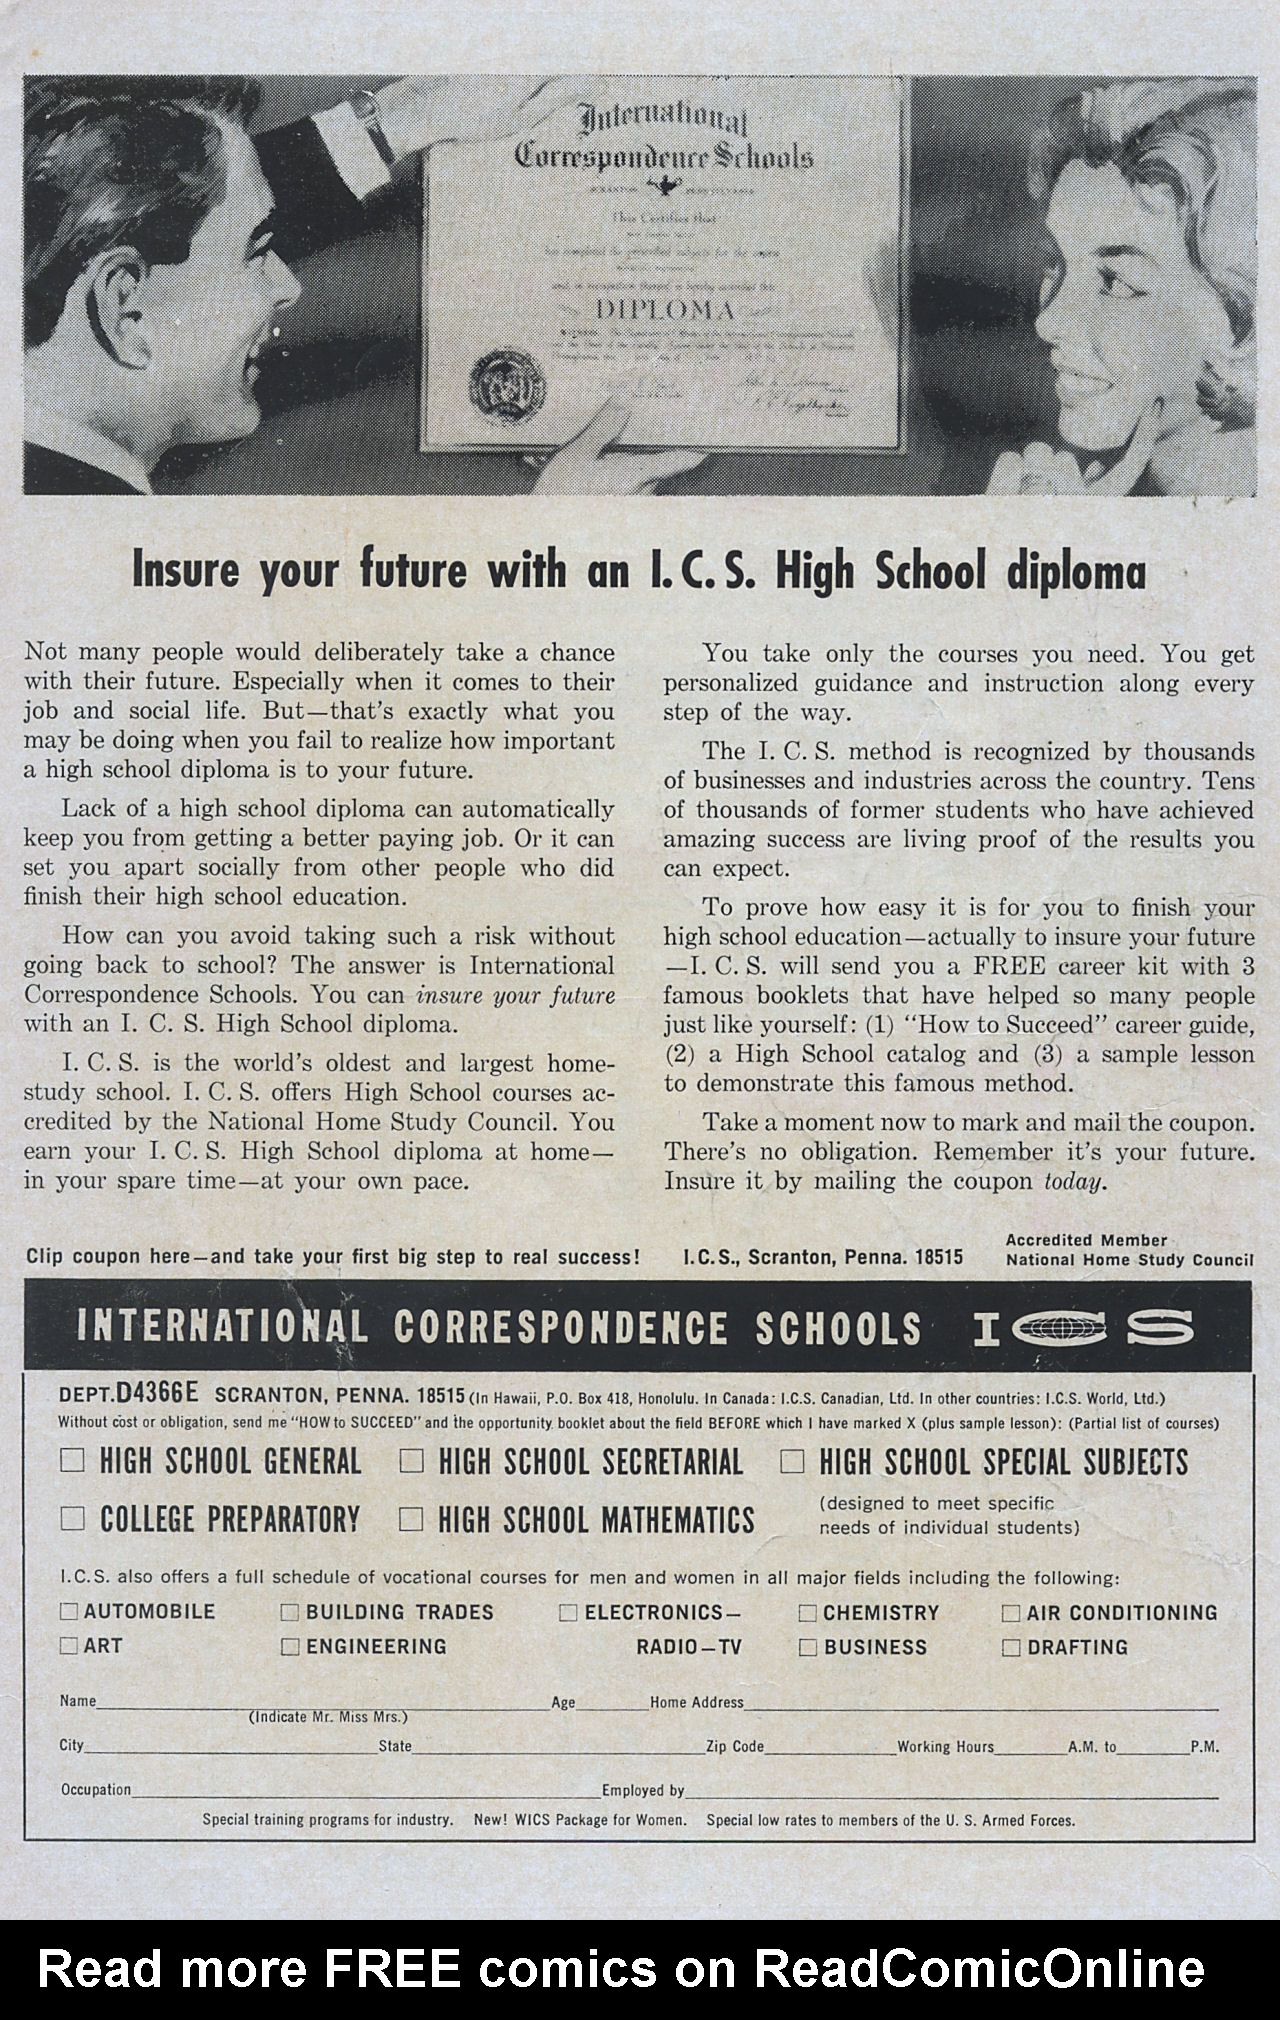 International
Correspondence Schools
SCRANTON PENNSYLVANIA
This Certifies that
has completed the prescribed subjects for the course
and in recognition thereof is hereby awarded this
DIPLOMA
Insure your future with an I. C. S. High School diploma
Not many people would deliberately take a chance
with their future. Especially when it comes to their
job and social life. But—that's exactly what you
may be doing when you fail to realize how important
a high school diploma is to your future.
Lack of a high school diploma can automatically
keep you from getting a better paying job. Or it can
set you apart socially from other people who did
finish their high school education.
How can you avoid taking such a risk without
going back to school? The answer is International
Correspondence Schools. You can insure your future
with an I. C. S. High School diploma.
I. C. S. is the world's oldest and largest home-
study school. I. C. S. offers High School courses ac-
credited by the National Home Study Council. You
earn your I. C. S. High School diploma at home—
in your spare time—at your own pace.
You take only the courses you need. You get
personalized guidance and instruction along every
step of the way.
The I. C. S. method is recognized by thousands
of businesses and industries across the country. Tens
of thousands of former students who have achieved
amazing success are living proof of the results you
can expect.
To prove how easy it is for you to finish your
high school education—actually to insure your future
—I. C. S. will send you a FREE career kit with 3
famous booklets that have helped so many people
just like yourself: (1) "How to Succeed" career guide,
(2) a High School catalog and (3) a sample lesson
to demonstrate this famous method.
Take a moment now to mark and mail the coupon.
There's no obligation. Remember it's your future.
Insure it by mailing the coupon today.
Clip coupon here—and take your first big step to real success! I.C.S., Scranton, Penna. 18515
Accredited Member
National Home Study Council
INTERNATIONAL CORRESPONDENCE SCHOOLS ICS
DEPT.D4366E SCRANTON, PENNA. 18515 (In Hawaii, P.O. Box 418, Honolulu. In Canada: I.C.S. Canadian, Ltd. In other countries: I.C.S. World, Ltd.)
Without cost or obligation, send me "HOW to SUCCEED" and the opportunity booklet about the field BEFORE which I have marked X (plus sample lesson): (Partial list of courses)
HIGH SCHOOL GENERAL HIGH SCHOOL SECRETARIAL HIGH SCHOOL SPECIAL SUBJECTS
COLLEGE PREPARATORY HIGH SCHOOL MATHEMATICS
(designed to meet specific
needs of individual students)
I.C.S. also offers a full schedule of vocational courses for men and women in all major fields including the following:
AUTOMOBILE BUILDING TRADES ELECTRONICS— CHEMISTRY AIR CONDITIONING
ART ENGINEERING RADIO—TV BUSINESS DRAFTING
Name Age Home Address
(Indicate Mr. Miss Mrs.)
City State Zip Code Working Hours A.M. to P.M.
Occupation Employed by
Special training programs for industry. New! WICS Package for Women. Special low rates to members of the U. S. Armed Forces.
Read more FREE comics on ReadComicOnline